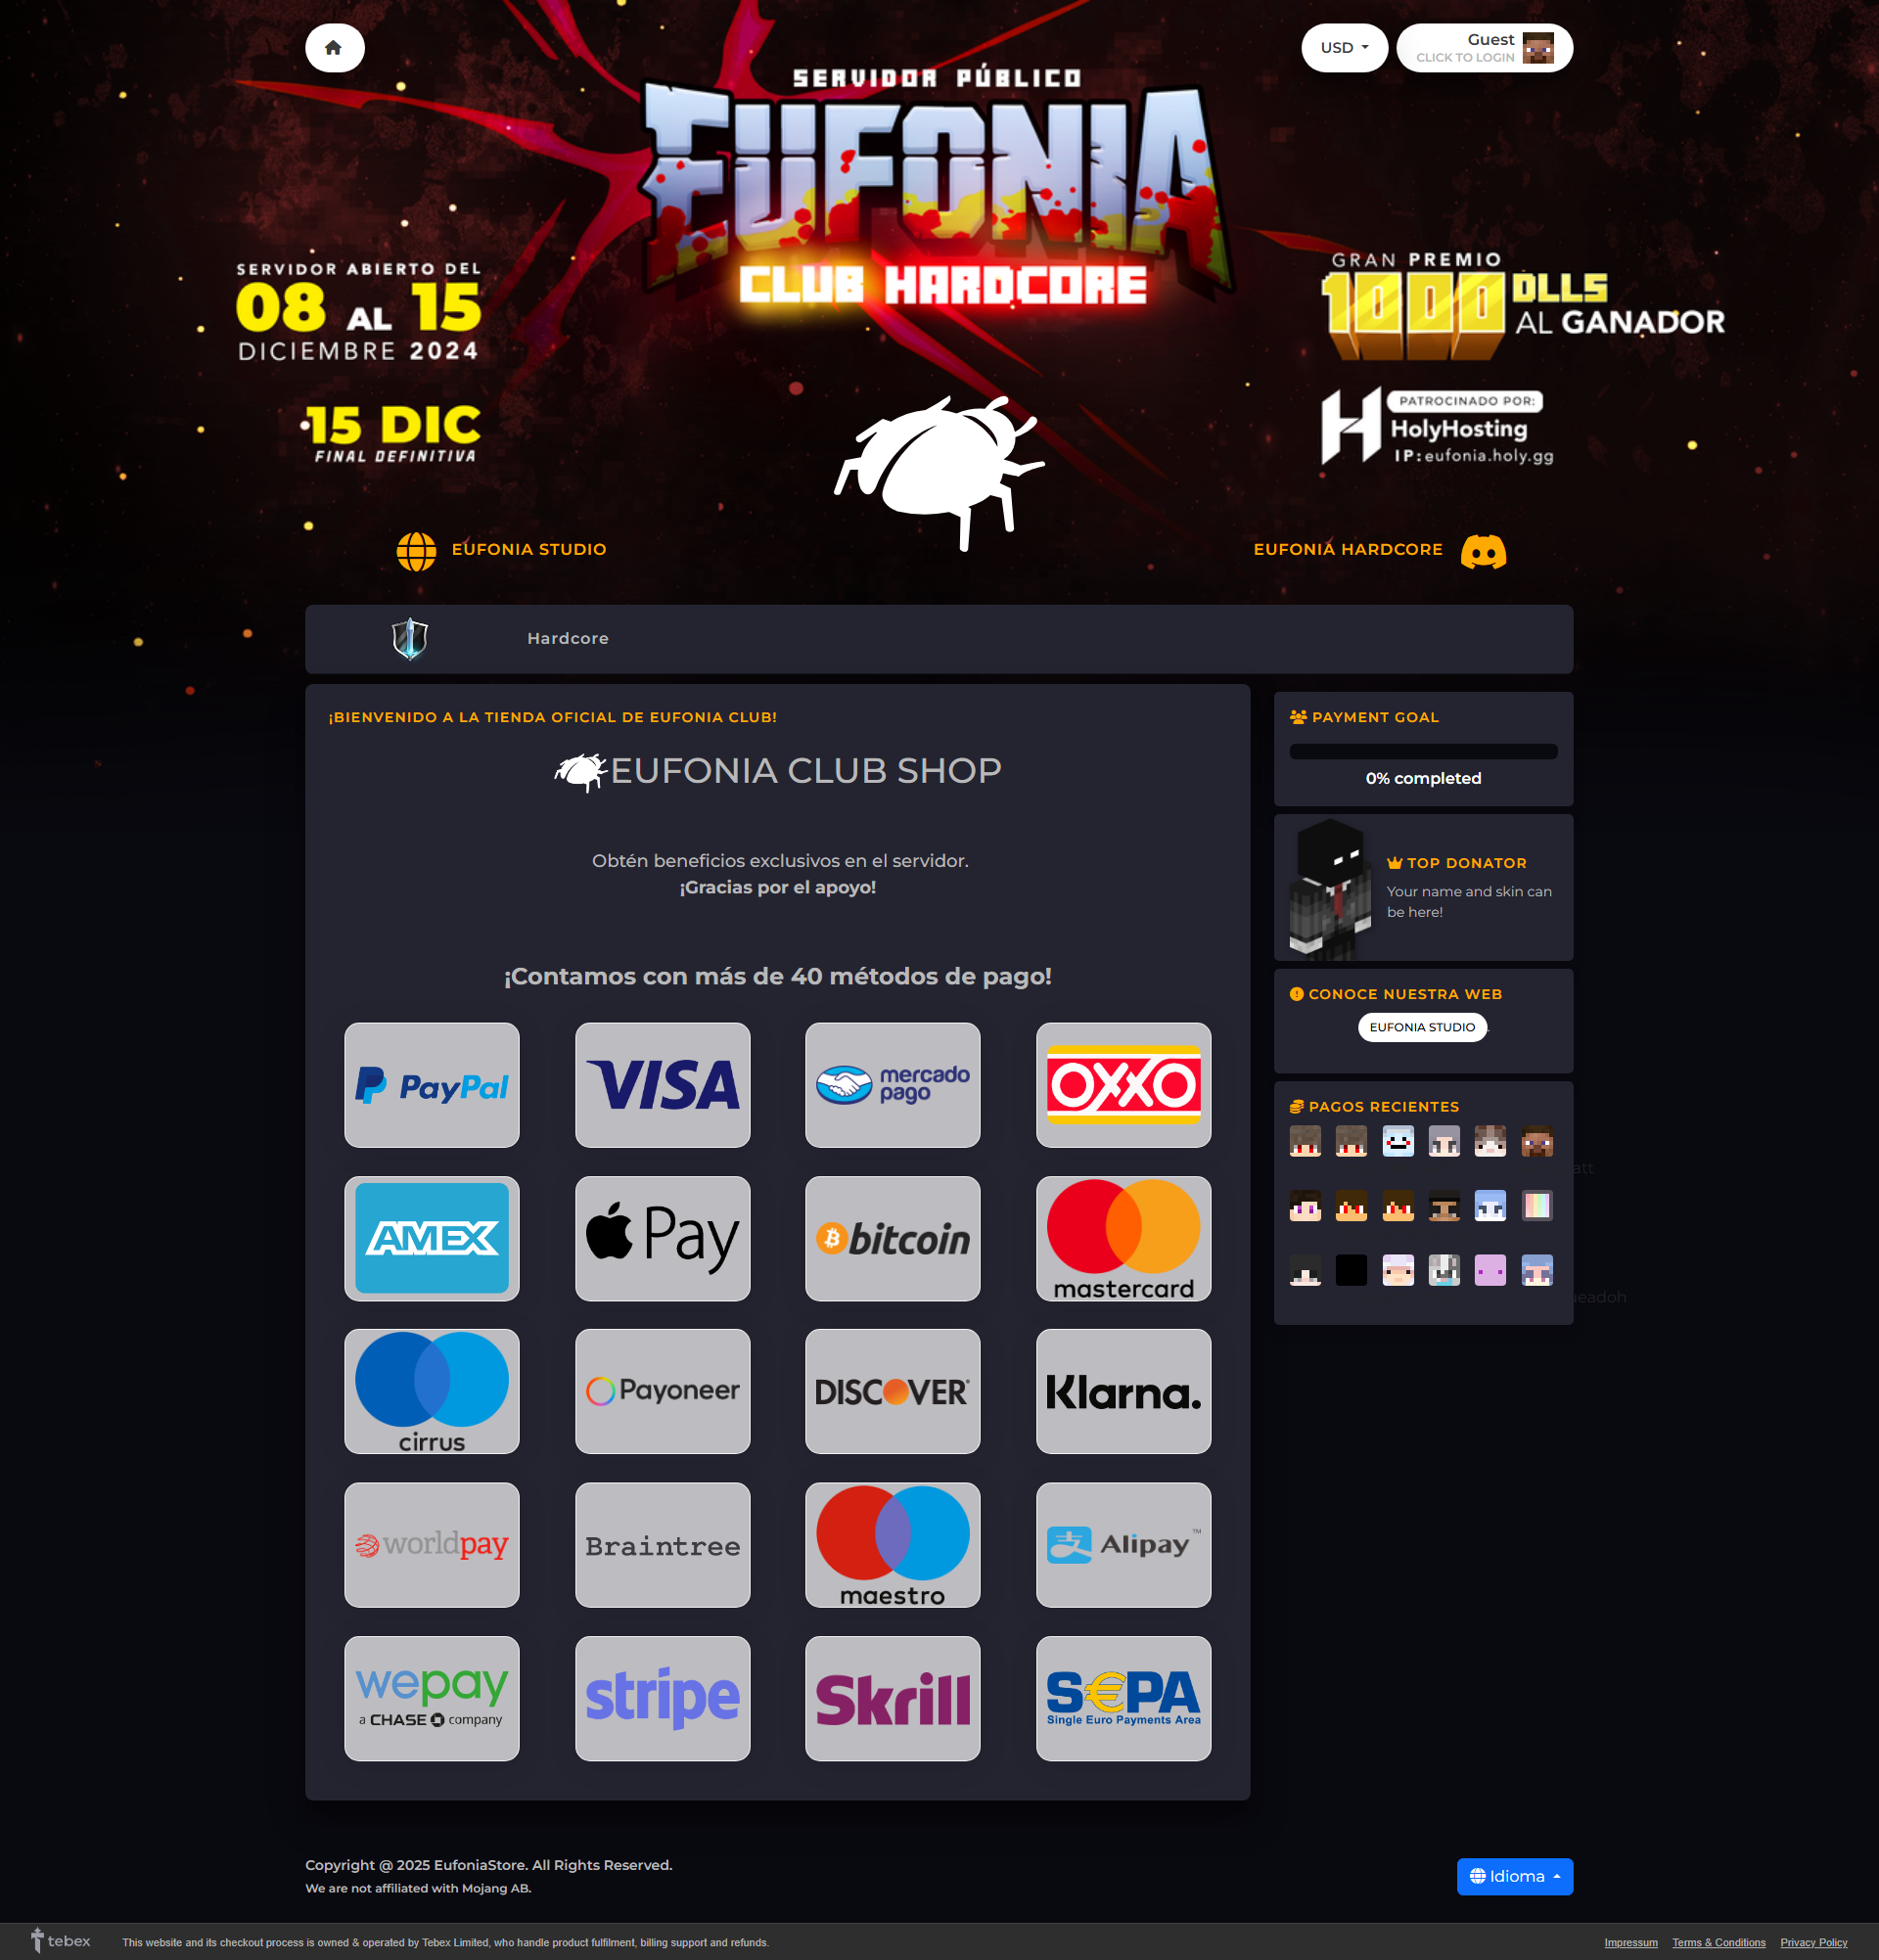 USD
Guest
CLICK TO LOGIN
SERVIDOR PÚBLICO
EUFONIA
CLUB HARDCORE
SERVIDOR ABIERTO DEL
08 AL 15
DICIEMBRE 2024
15 DIC
FINAL DEFINITIVA
GRAN PREMIO
1000 DLLS
AL GANADOR
PATROCINADO POR:
HolyHosting
IP: eufonia.holy.gg
EUFONIA STUDIO
EUFONIA HARDCORE
Hardcore
¡BIENVENIDO A LA TIENDA OFICIAL DE EUFONIA CLUB!
EUFONIA CLUB SHOP
Obtén beneficios exclusivos en el servidor.
¡Gracias por el apoyo!
¡Contamos con más de 40 métodos de pago!
PayPal
VISA
mercado
pago
OXXO
AMEX
Pay
bitcoin
mastercard
cirrus
Payoneer
DISCOVER®
Klarna.
worldpay
Braintree
maestro
Alipay™
wepay
a CHASE company
stripe
Skrill
S€PA
Single Euro Payments Area
PAYMENT GOAL
0% completed
TOP DONATOR
Your name and skin can
be here!
CONOCE NUESTRA WEB
EUFONIA STUDIO
PAGOS RECIENTES
Copyright @ 2025 EufoniaStore. All Rights Reserved.
We are not affiliated with Mojang AB.
Idioma
tebex
This website and its checkout process is owned & operated by Tebex Limited, who handle product fulfilment, billing support and refunds.
Impressum
Terms & Conditions
Privacy Policy